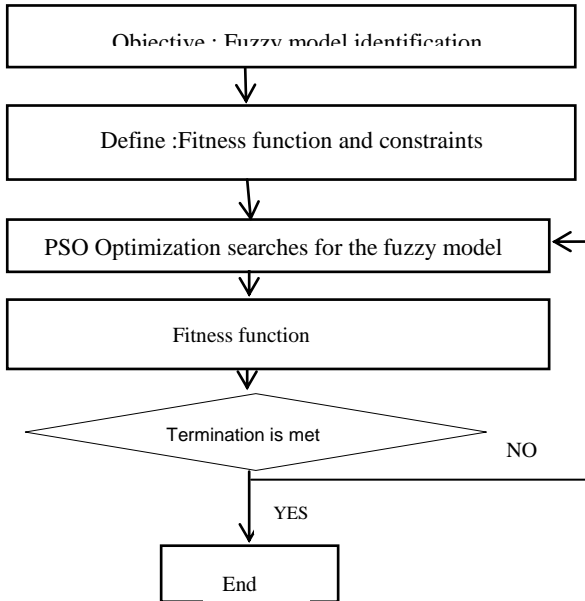 Objective : Fuzzy model identification
Define :Fitness function and constraints
PSO Optimization searches for the fuzzy model
Fitness function
Termination is met
NO
YES
End